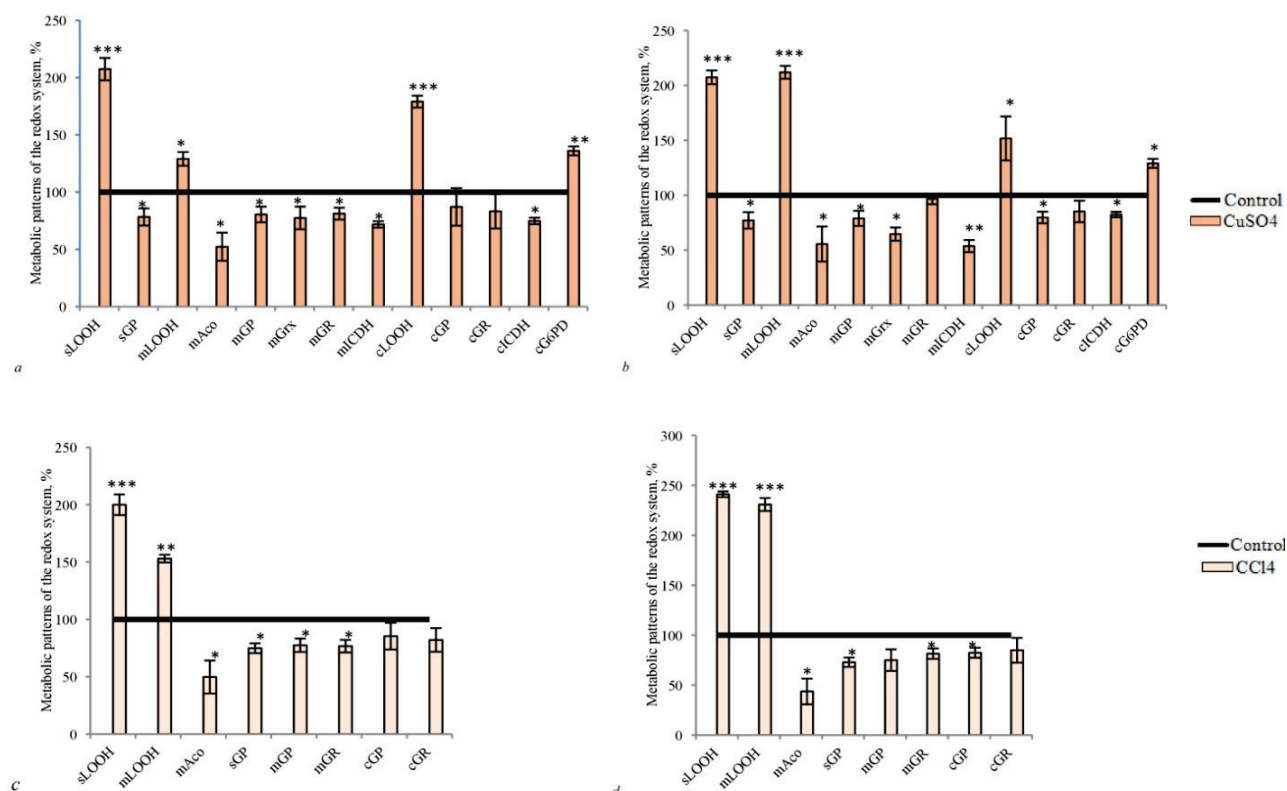 Metabolic patterns of the redox system, %
250
200
150
100
50
0
***
*
*
*
*
*
*
*
***
*
**
sLOOH
sGP
mLOOH
mAco
mGP
mGrx
mGR
mICDH
cLOOH
cGP
cGR
cICDH
cG6PD
a
Metabolic patterns of the redox system, %
250
200
150
100
50
0
***
*
***
*
*
*
**
*
*
*
*
sLOOH
sGP
mLOOH
mAco
mGP
mGrx
mGR
mICDH
cLOOH
cGP
cGR
cICDH
cG6PD
b
Control
CuSO4
Metabolic patterns of the redox system, %
250
200
150
100
50
0
***
**
*
*
*
*
sLOOH
mLOOH
mAco
sGP
mGP
mGR
cGP
cGR
c
Metabolic patterns of the redox system, %
300
250
200
150
100
50
0
***
***
*
*
*
*
sLOOH
mLOOH
mAco
sGP
mGP
mGR
cGP
cGR
d
Control
CCl4